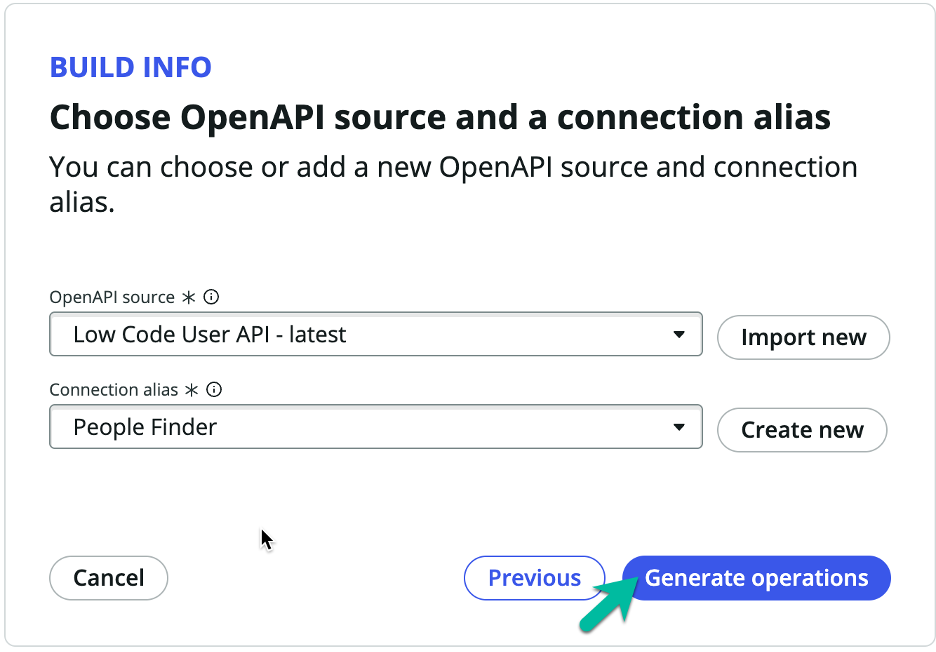 BUILD INFO
Choose OpenAPI source and a connection alias
You can choose or add a new OpenAPI source and connection
alias.
OpenAPI source *
Low Code User API - latest
Import new
Connection alias *
People Finder
Create new
Cancel
Previous
Generate operations